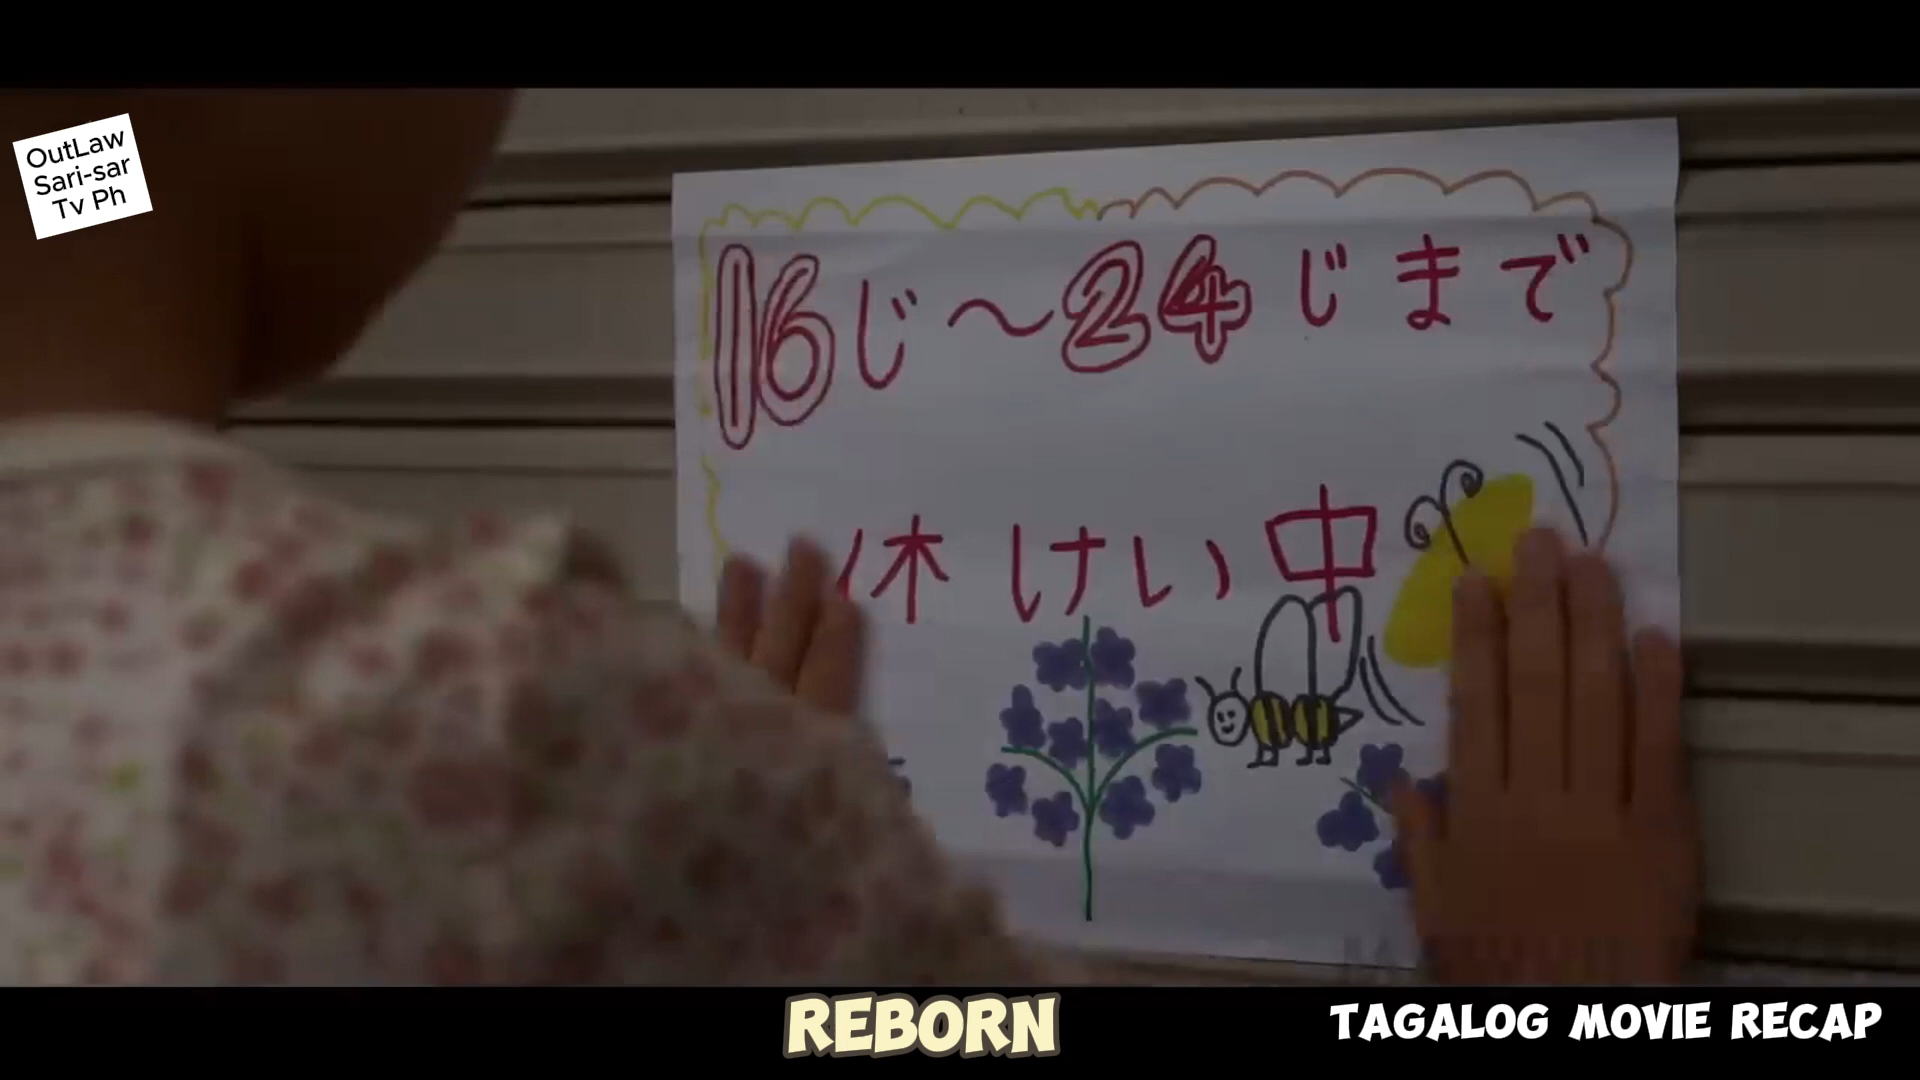 OutLaw
Sari-sar
Tv Ph
16じ～24じまで
休けい中
REBORN
TAGALOG MOVIE RECAP